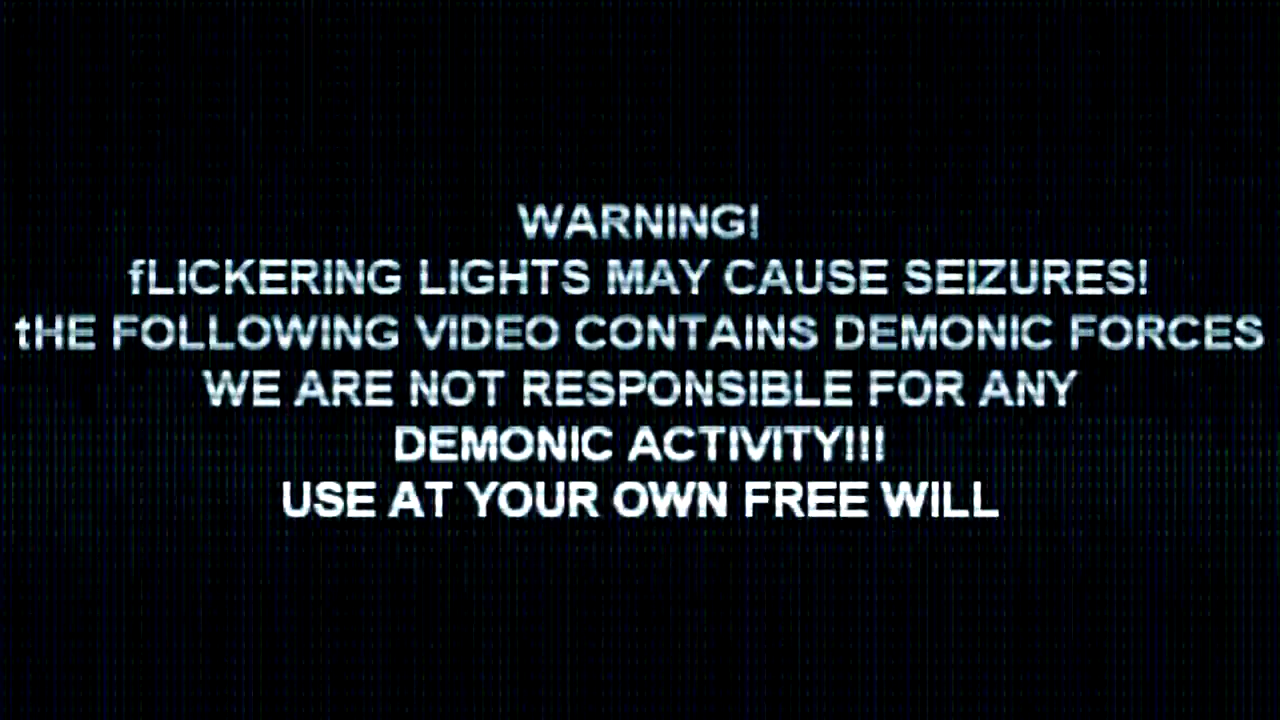 WARNING!
fLICKERING LIGHTS MAY CAUSE SEIZURES!
tHE FOLLOWING VIDEO CONTAINS DEMONIC FORCES
WE ARE NOT RESPONSIBLE FOR ANY
DEMONIC ACTIVITY!!!
USE AT YOUR OWN FREE WILL